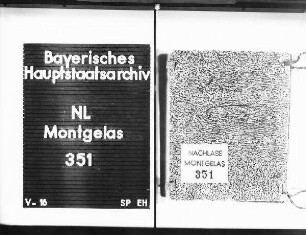 Bayerisches
Hauptstaatsarchiv
NL
Montgelas
351
V- 16 SP EH
NACHLASS
MONTGELAS
351